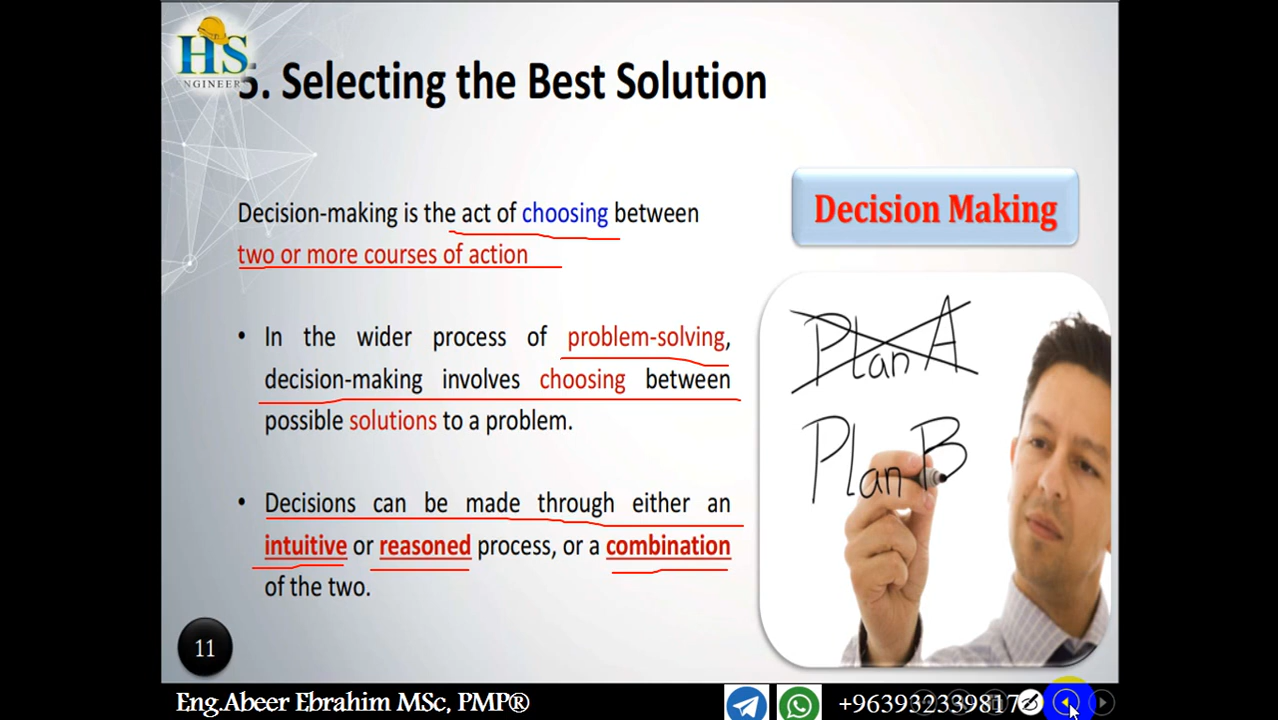 HS
ENGINEER
5. Selecting the Best Solution
Decision-making is the act of choosing between
two or more courses of action
Decision Making
• In the wider process of problem-solving,
decision-making involves choosing between
possible solutions to a problem.
• Decisions can be made through either an
intuitive or reasoned process, or a combination
of the two.
Plan A
Plan B
11
Eng.Abeer Ebrahim MSc, PMP®